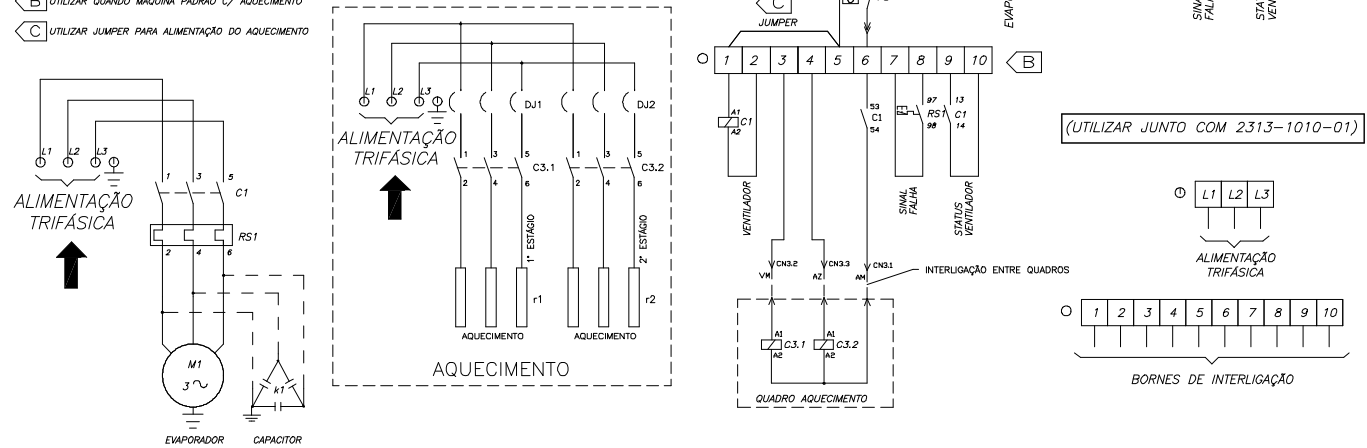 B UTILIZAR QUANDO MÁQUINA PADRÃO C/ AQUECIMENTO
C UTILIZAR JUMPER PARA ALIMENTAÇÃO DO AQUECIMENTO
L1 L2 L3
ALIMENTAÇÃO
TRIFÁSICA
1 3 5
C1
RS1
2 4 6
M1
3
k1
EVAPORADOR
CAPACITOR
L1 L2 L3
ALIMENTAÇÃO
TRIFÁSICA
DJ1
DJ2
1 3 5
C3.1
2 4 6
1 3 5
C3.2
2 4 6
1° ESTÁGIO
2° ESTÁGIO
r1
r2
AQUECIMENTO
AQUECIMENTO
AQUECIMENTO
C
JUMPER
1 2 3 4 5 6 7 8 9 10
B
A1
C1
A2
VENTILADOR
53
C1
54
97
RS1
98
13
C1
14
SINAL
FALHA
STATUS
VENTILADOR
CN3.2
VM
CN3.3
AZ
CN3.1
AM
INTERLIGAÇÃO ENTRE QUADROS
A1
C3.1
A2
A1
C3.2
A2
QUADRO AQUECIMENTO
(UTILIZAR JUNTO COM 2313-1010-01)
L1 L2 L3
ALIMENTAÇÃO
TRIFÁSICA
1 2 3 4 5 6 7 8 9 10
BORNES DE INTERLIGAÇÃO